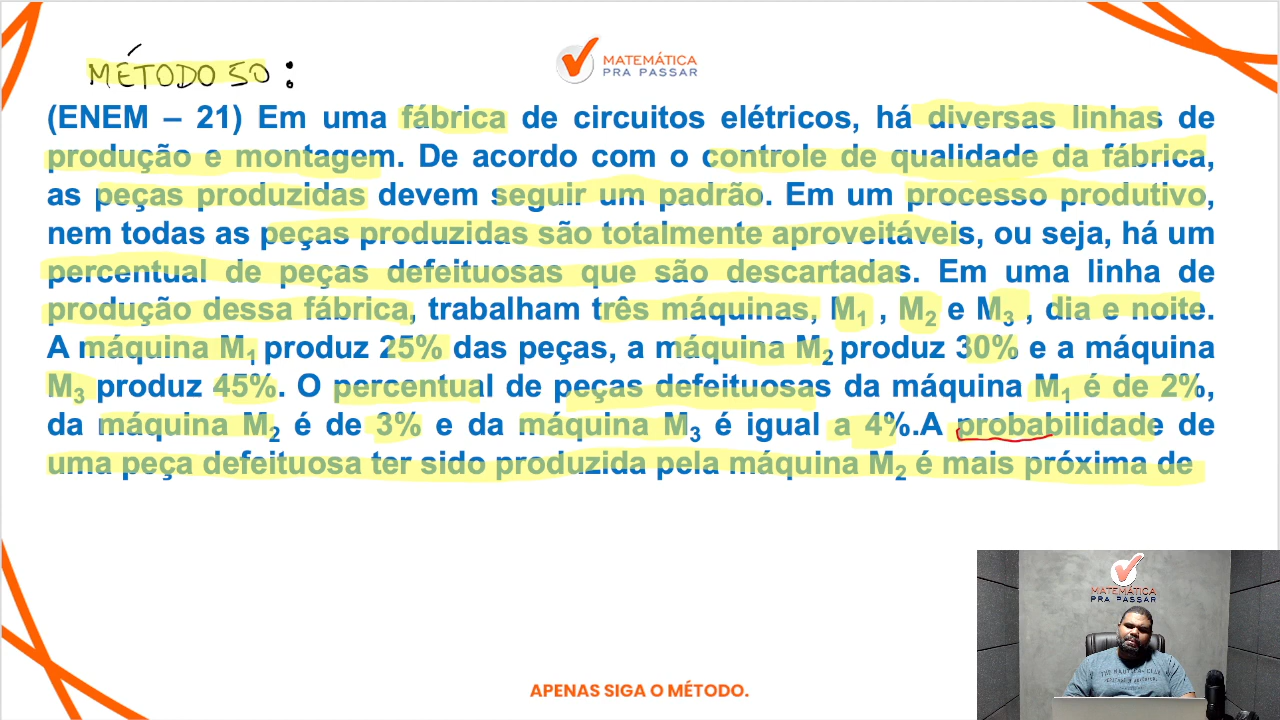 MÉTODO 50:
MATEMÁTICA
PRA PASSAR
(ENEM – 21) Em uma fábrica de circuitos elétricos, há diversas linhas de
produção e montagem. De acordo com o controle de qualidade da fábrica,
as peças produzidas devem seguir um padrão. Em um processo produtivo,
nem todas as peças produzidas são totalmente aproveitáveis, ou seja, há um
percentual de peças defeituosas que são descartadas. Em uma linha de
produção dessa fábrica, trabalham três máquinas, M₁ , M₂ e M₃ , dia e noite.
A máquina M₁ produz 25% das peças, a máquina M₂ produz 30% e a máquina
M₃ produz 45%. O percentual de peças defeituosas da máquina M₁ é de 2%,
da máquina M₂ é de 3% e da máquina M₃ é igual a 4%.A probabilidade de
uma peça defeituosa ter sido produzida pela máquina M₂ é mais próxima de
MATEMÁTICA
PRA PASSAR
APENAS SIGA O MÉTODO.